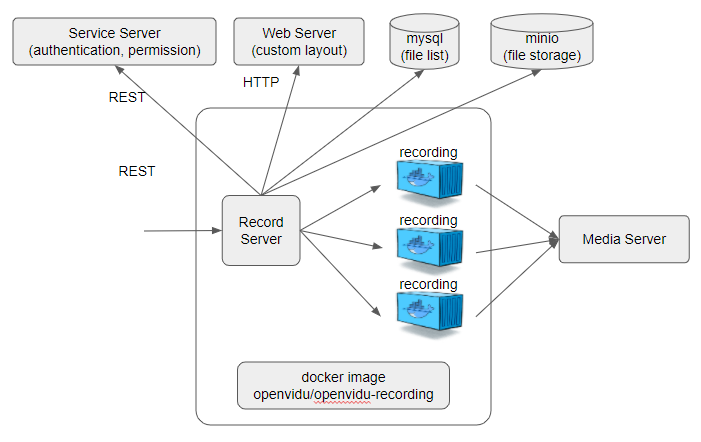 Service Server
(authentication, permission)
Web Server
(custom layout)
mysql
(file list)
minio
(file storage)
REST
HTTP
REST
recording
recording
recording
Record
Server
Media Server
docker image
openvidu/openvidu-recording